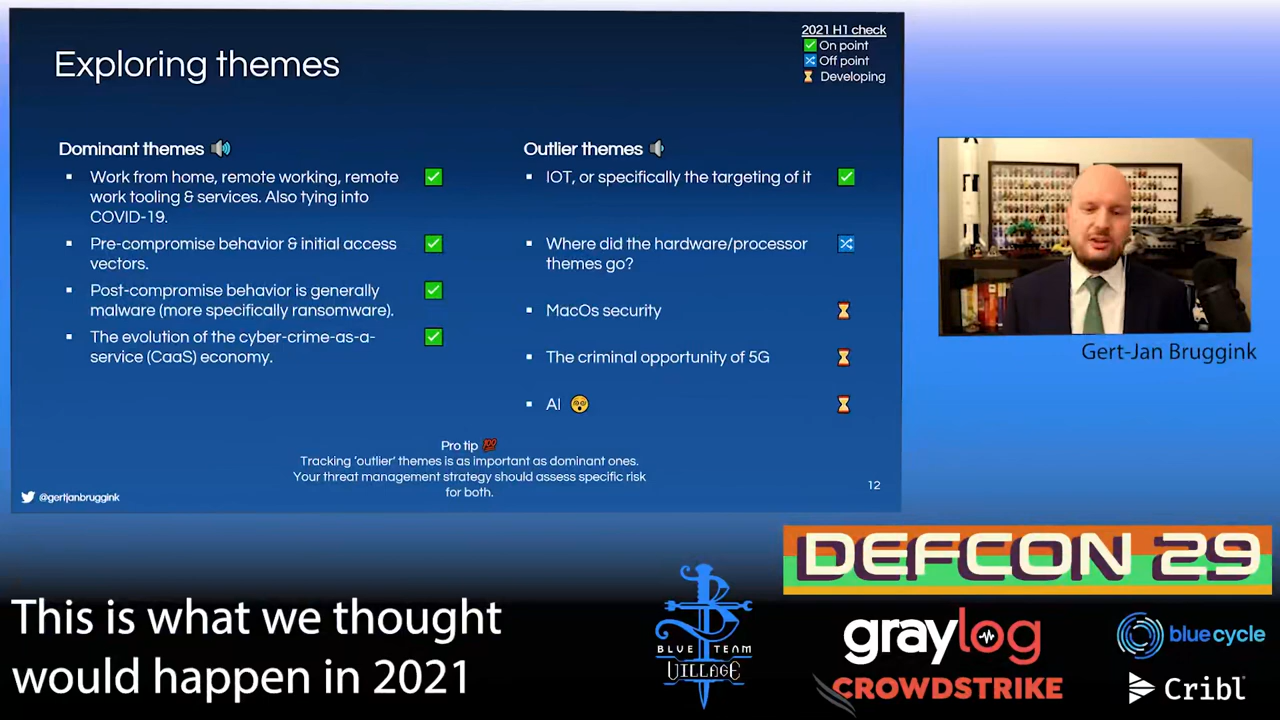 Exploring themes
2021 H1 check
On point
Off point
Developing
Dominant themes
Work from home, remote working, remote
work tooling & services. Also tying into
COVID-19.
Pre-compromise behavior & initial access
vectors.
Post-compromise behavior is generally
malware (more specifically ransomware).
The evolution of the cyber-crime-as-a-
service (CaaS) economy.
Outlier themes
IOT, or specifically the targeting of it
Where did the hardware/processor
themes go?
MacOs security
The criminal opportunity of 5G
AI
Pro tip 💯
Tracking 'outlier' themes is as important as dominant ones.
Your threat management strategy should assess specific risk
for both.
@gertjanbruggink
12
Gert-Jan Bruggink
This is what we thought
would happen in 2021
BLUE TEAM
VILLAGE
DEFCON 29
graylog
blue cycle
CROWDSTRIKE
Cribl